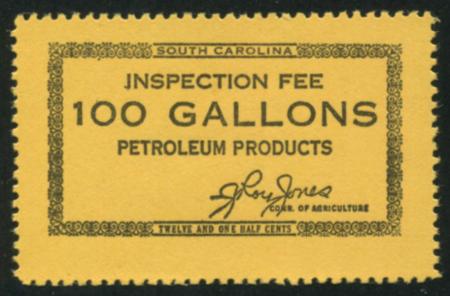 SOUTH CAROLINA
INSPECTION FEE
100 GALLONS
PETROLEUM PRODUCTS
J Roy Jones
COMR. OF AGRICULTURE
TWELVE AND ONE HALF CENTS